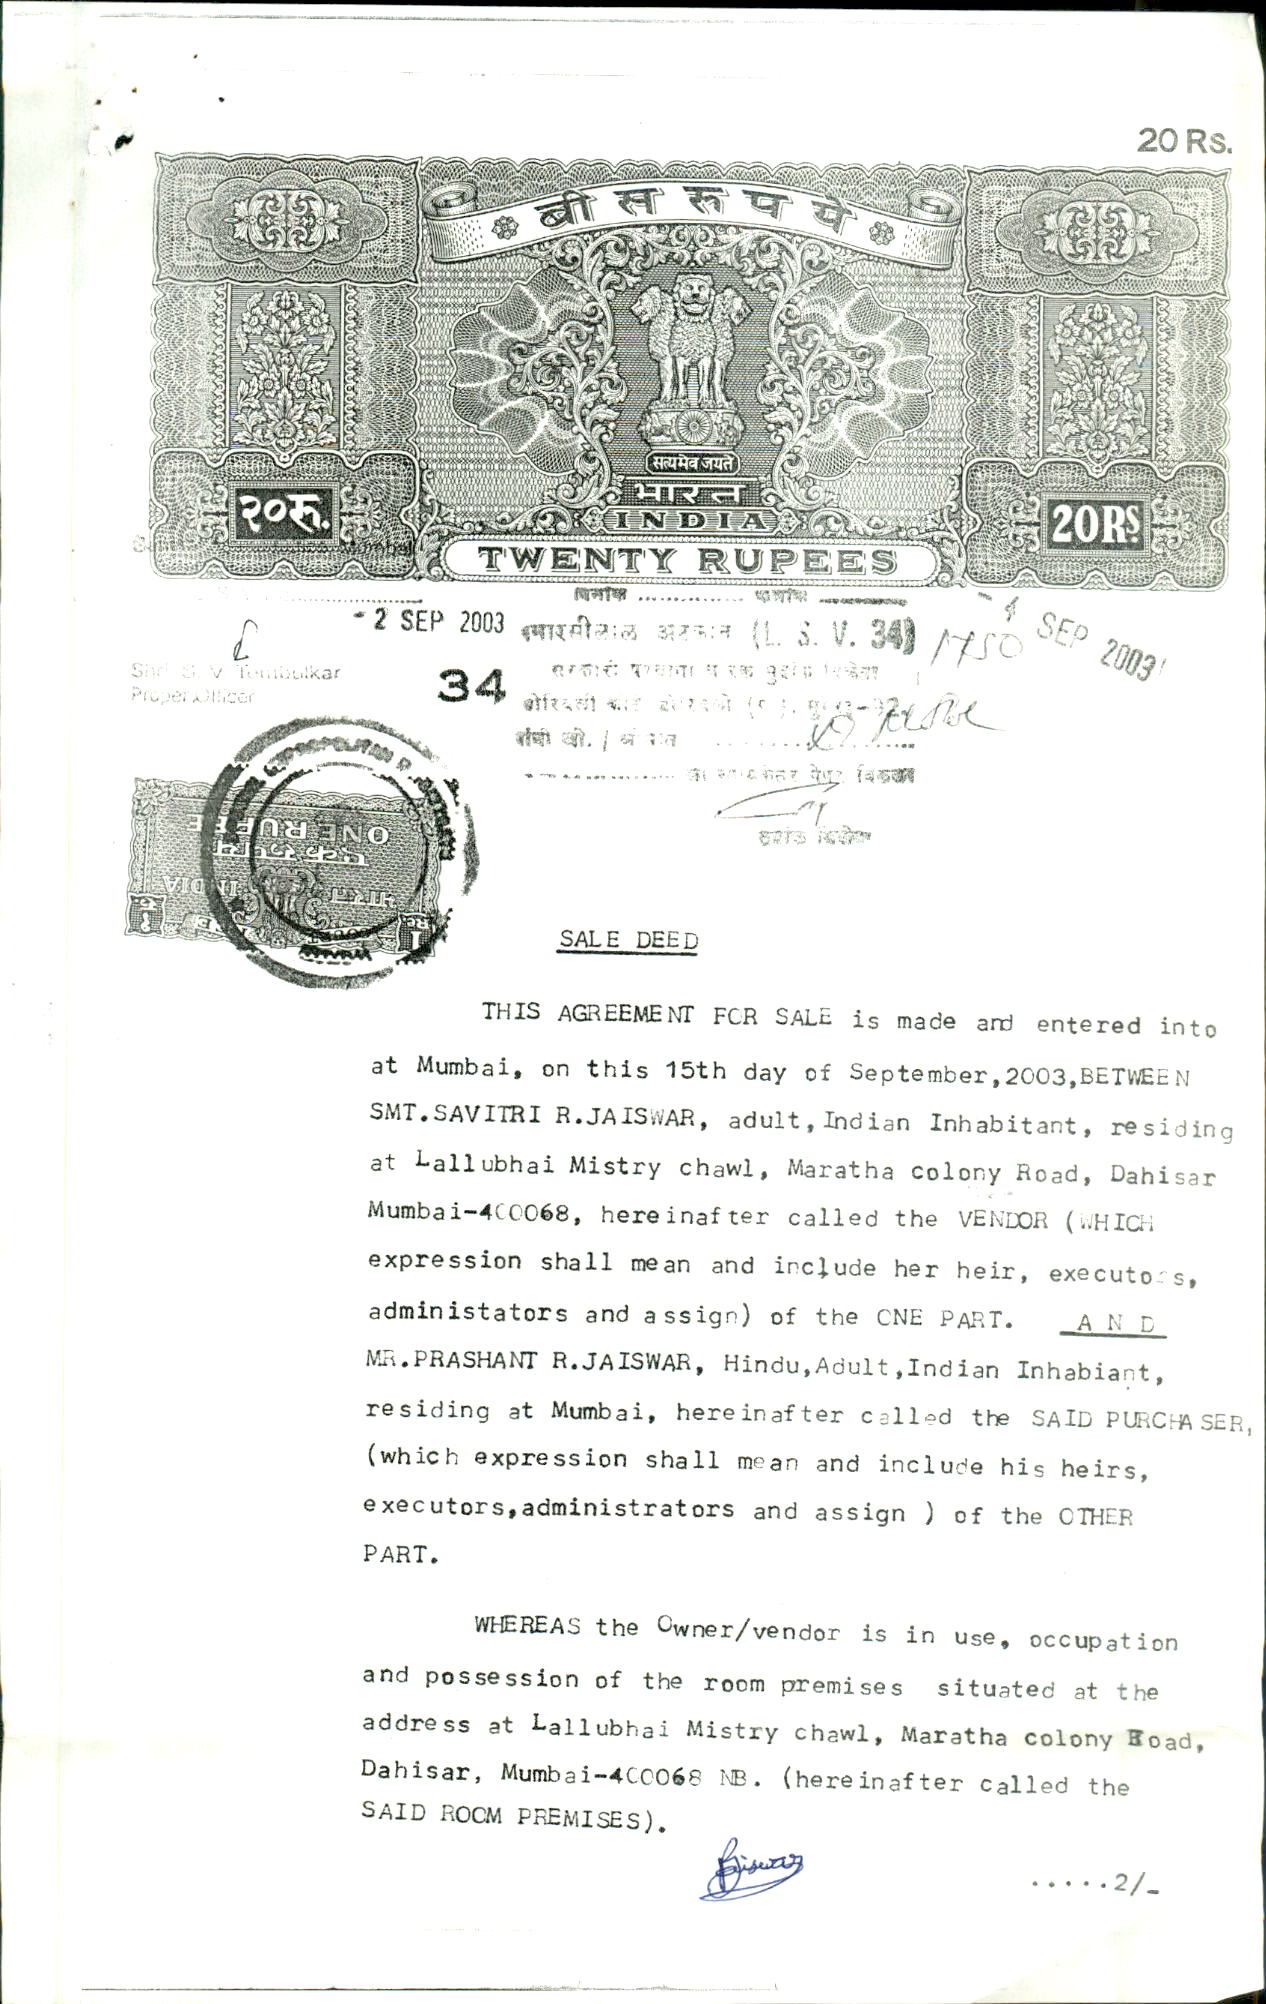 20 Rs.
बीस रुपये
सत्यमेव जयते
भारत
INDIA
२०रू.
20Rs.
TWENTY RUPEES
दिनांक ............ क्रमांक ............
- 2 SEP 2003
- 4 SEP 2003
(L. S. V. 34)
1750
Shri S. V. Tombulkar
Proper Officer
34
ONE RUPEE
एक रुपया
INDIA
भारत
SALE DEED
THIS AGREEMENT FOR SALE is made and entered into
at Mumbai, on this 15th day of September,2003,BETWEEN
SMT.SAVITRI R.JAISWAR, adult,Indian Inhabitant, residing
at Lallubhai Mistry chawl, Maratha colony Road, Dahisar
Mumbai-400068, hereinafter called the VENDOR (WHICH
expression shall mean and include her heir, executors,
administators and assign) of the ONE PART. A N D
MR.PRASHANT R.JAISWAR, Hindu,Adult,Indian Inhabiant,
residing at Mumbai, hereinafter called the SAID PURCHASER,
(which expression shall mean and include his heirs,
executors,administrators and assign ) of the OTHER
PART.
WHEREAS the Owner/vendor is in use, occupation
and possession of the room premises situated at the
address at Lallubhai Mistry chawl, Maratha colony Road,
Dahisar, Mumbai-400068 NB. (hereinafter called the
SAID ROOM PREMISES).
.....2/-